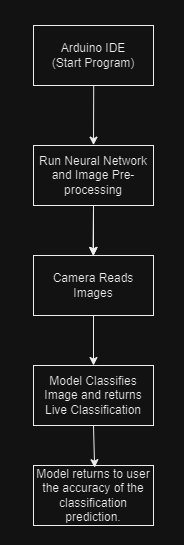 Arduino IDE
(Start Program)
Run Neural Network
and Image Pre-
processing
Camera Reads
Images
Model Classifies
Image and returns
Live Classification
Model returns to user
the accuracy of the
classification
prediction.